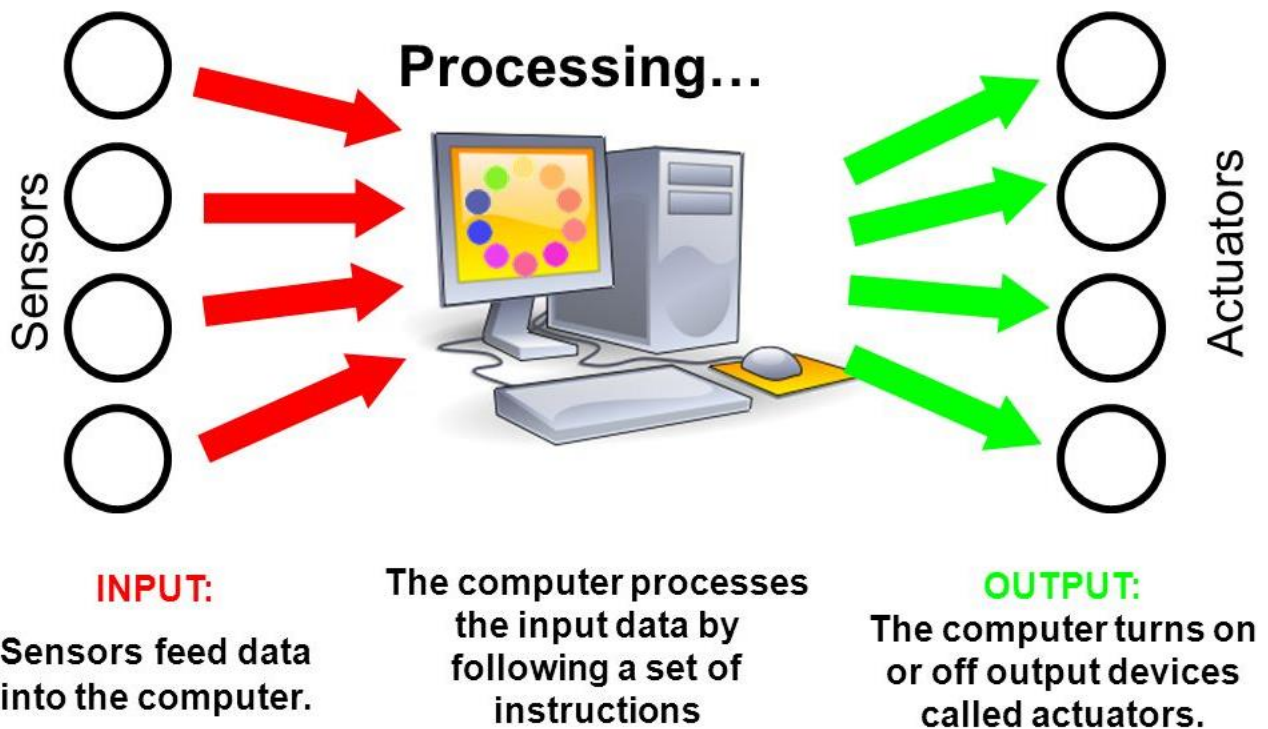 Processing...
Sensors
Actuators
INPUT:
Sensors feed data
into the computer.
The computer processes
the input data by
following a set of
instructions
OUTPUT:
The computer turns on
or off output devices
called actuators.